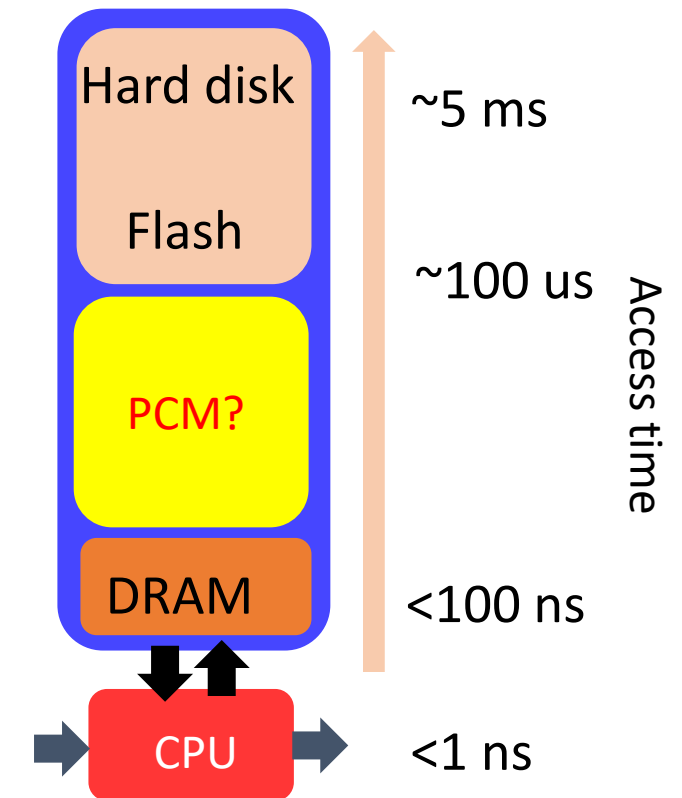 Hard disk
~5 ms
Flash
~100 us
Access time
PCM?
DRAM
<100 ns
CPU
<1 ns